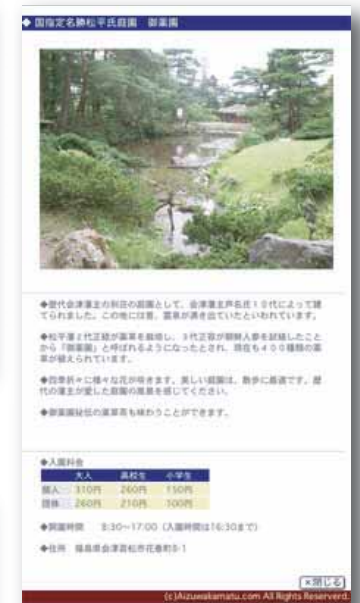 ◆ 国指定名勝松平氏庭園 御薬園
◆歴代会津藩主の別荘の庭園として、会津藩主芦名氏10代によって建
てられました。この地には昔、霊泉が湧き出ていたといわれています。
◆松平藩2代正経が薬草を栽培し、3代正容が朝鮮人参を試植したこと
から「御薬園」と呼ばれるようになったとされ、現在も400種類の薬
草が植えられています。
◆四季折々に様々な花が咲きます。美しい庭園は、散歩に最適です。歴
代の藩主が愛した庭園の風景を感じてください。
◆御薬園秘伝の薬草茶も味わうことができます。
◆入園料金
大人 高校生 小中生
個人 310円 260円 150円
団体 260円 210円 100円
◆開園時間 8:30~17:00(入園時間は16:30まで)
◆住所 福島県会津若松市花春町8-1
[×閉じる]
(c)Aizuwakamatu.com All Rights Reserverd.